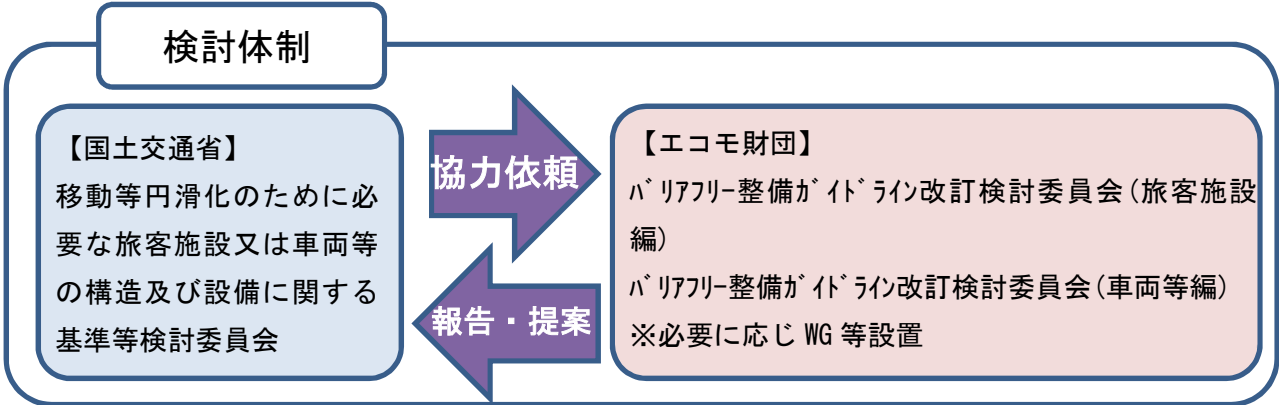 検討体制
【国土交通省】
移動等円滑化のために必
要な旅客施設又は車両等
の構造及び設備に関する
基準等検討委員会
協力依頼
報告・提案
【エコモ財団】
ﾊﾞﾘｱﾌﾘｰ整備ｶﾞｲﾄﾞﾗｲﾝ改訂検討委員会(旅客施設
編)
ﾊﾞﾘｱﾌﾘｰ整備ｶﾞｲﾄﾞﾗｲﾝ改訂検討委員会(車両等編)
※必要に応じ WG 等設置